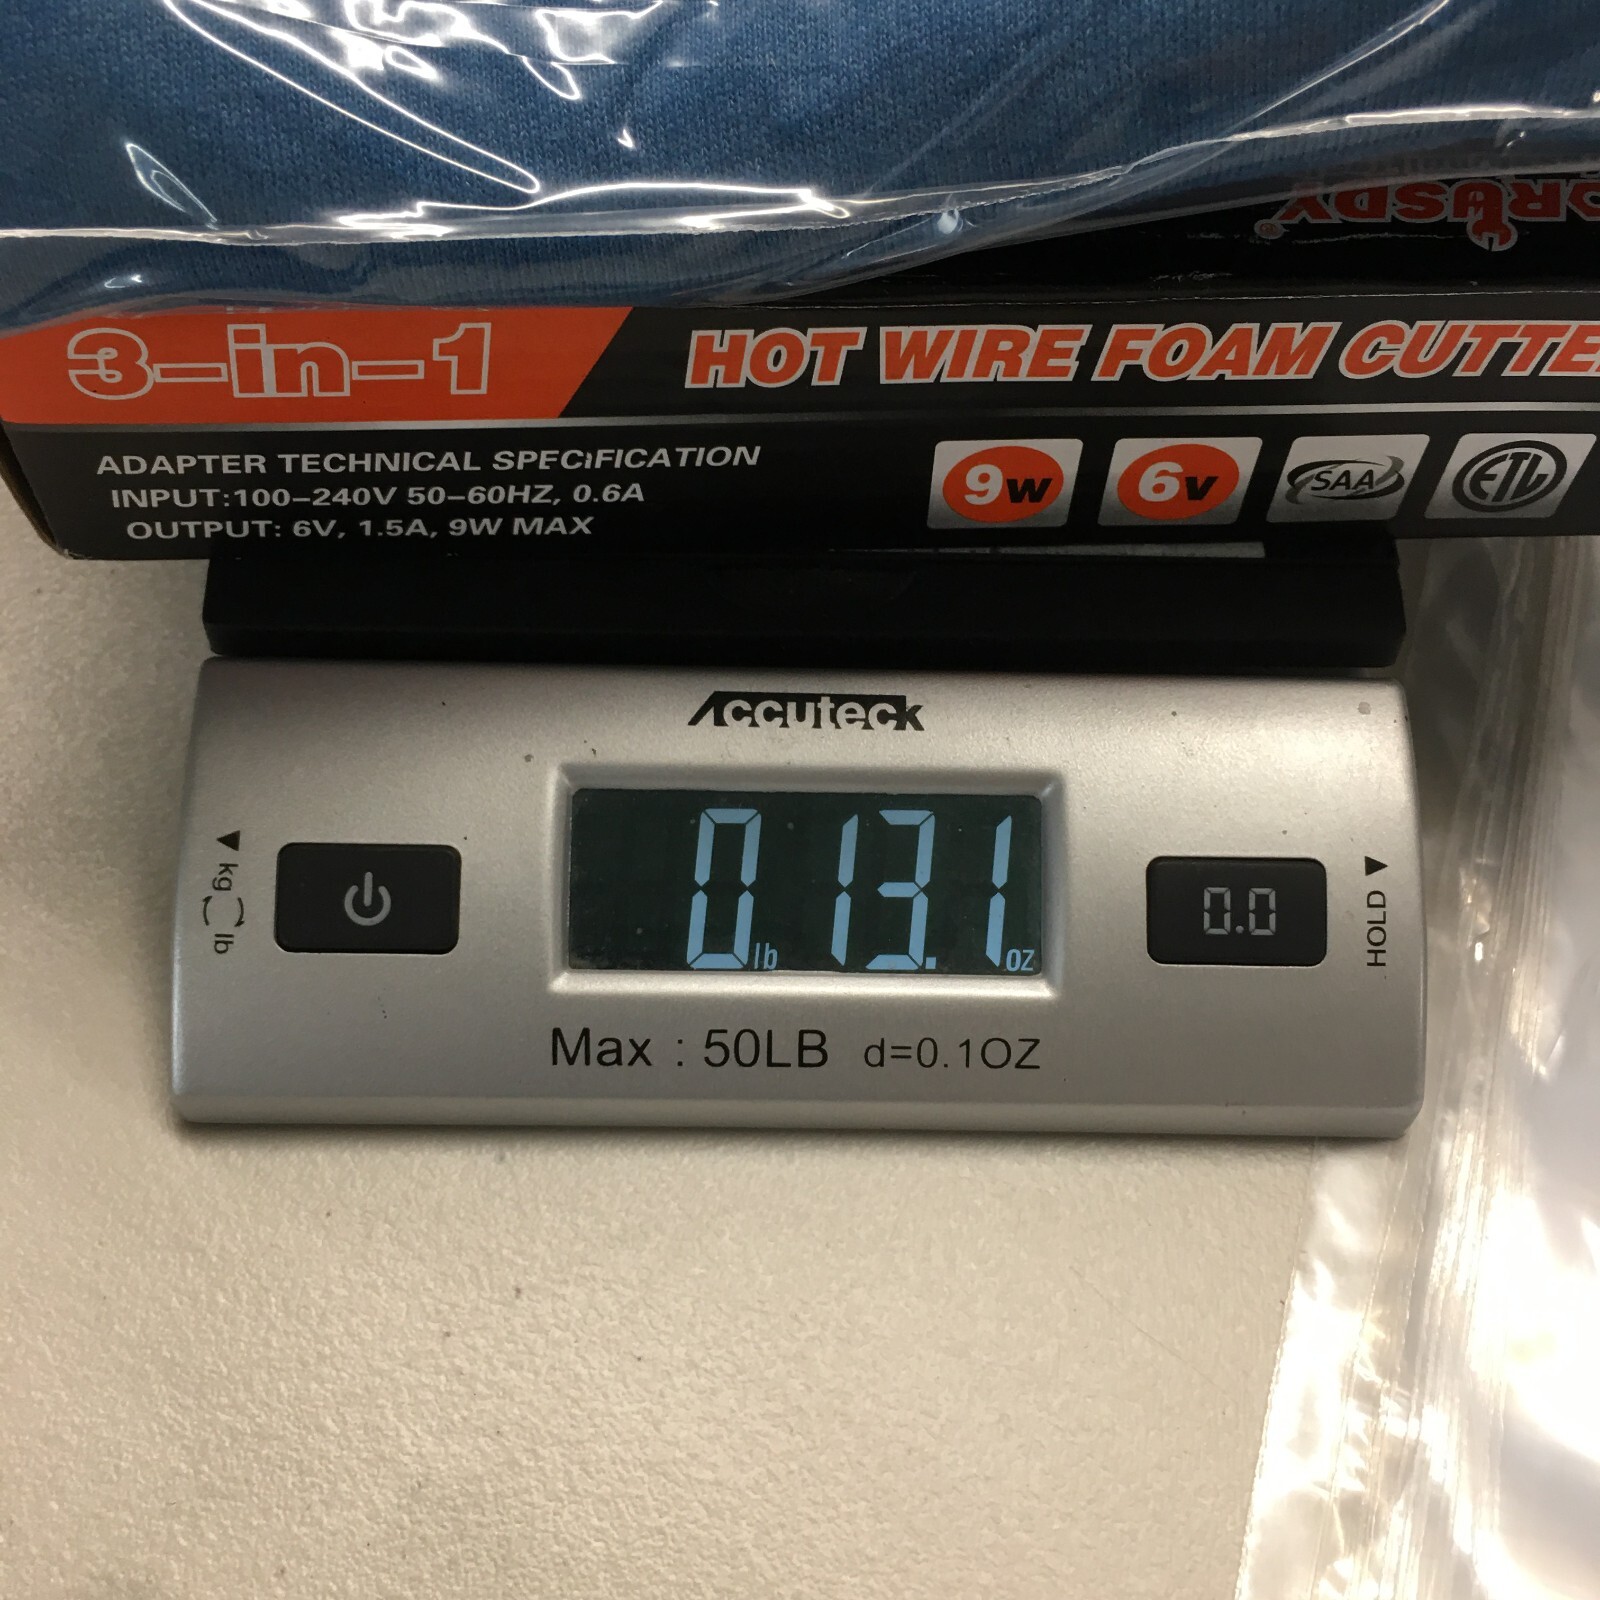 3-in-1
HOT WIRE FOAM CUTTE
ADAPTER TECHNICAL SPECIFICATION
INPUT:100-240V 50-60HZ, 0.6A
OUTPUT: 6V, 1.5A, 9W MAX
9W
6V
SAA
ETL
Accuteck
0 lb 13.1 oz
kg
lb
0.0
HOLD
Max : 50LB d=0.1OZ